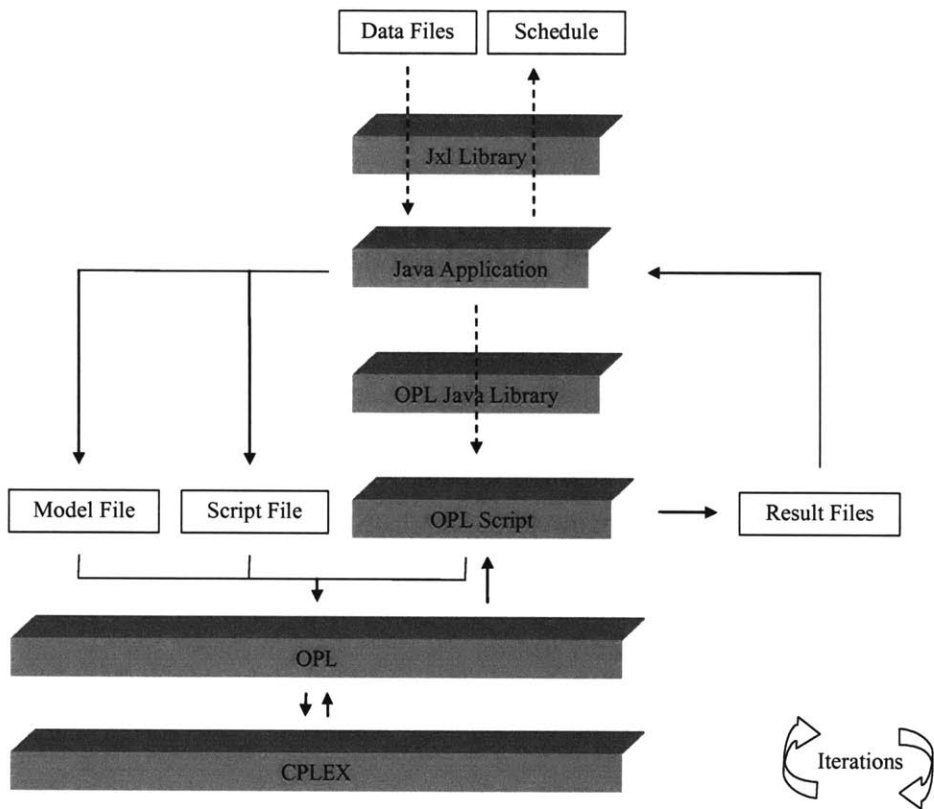 Data Files
Schedule
Jxl Library
Java Application
OPL Java Library
Model File
Script File
OPL Script
Result Files
OPL
CPLEX
Iterations